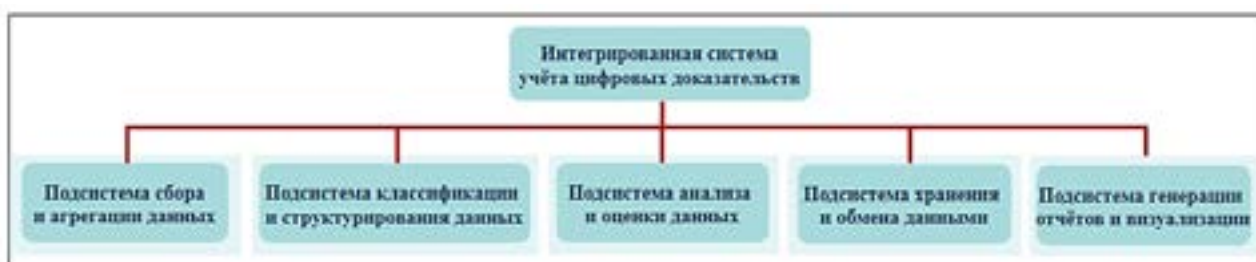 Интегрированная система
учёта цифровых доказательств
Подсистема сбора
и агрегации данных
Подсистема классификации
и структурирования данных
Подсистема анализа
и оценки данных
Подсистема хранения
и обмена данными
Подсистема генерации
отчётов и визуализации